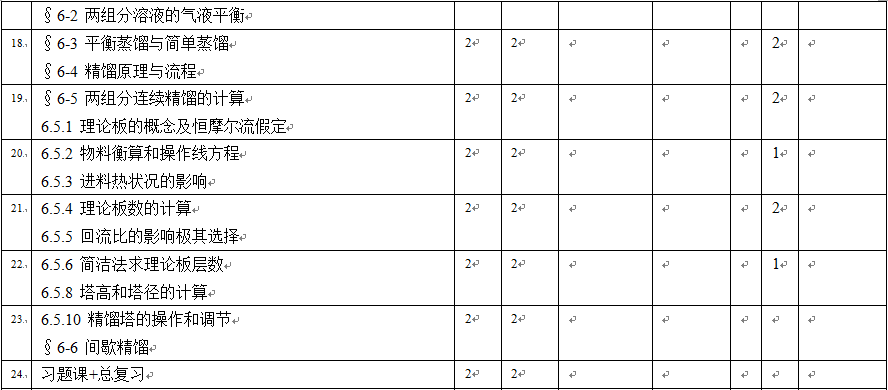 §6-2 两组分溶液的气液平衡
18. §6-3 平衡蒸馏与简单蒸馏 2 2 2
§6-4 精馏原理与流程
19. §6-5 两组分连续精馏的计算 2 2 2
6.5.1 理论板的概念及恒摩尔流假定
20. 6.5.2 物料衡算和操作线方程 2 2 1
6.5.3 进料热状况的影响
21. 6.5.4 理论板数的计算 2 2 2
6.5.5 回流比的影响极其选择
22. 6.5.6 简洁法求理论板层数 2 2 1
6.5.8 塔高和塔径的计算
23. 6.5.10 精馏塔的操作和调节 2 2
§6-6 间歇精馏
24. 习题课+总复习 2 2